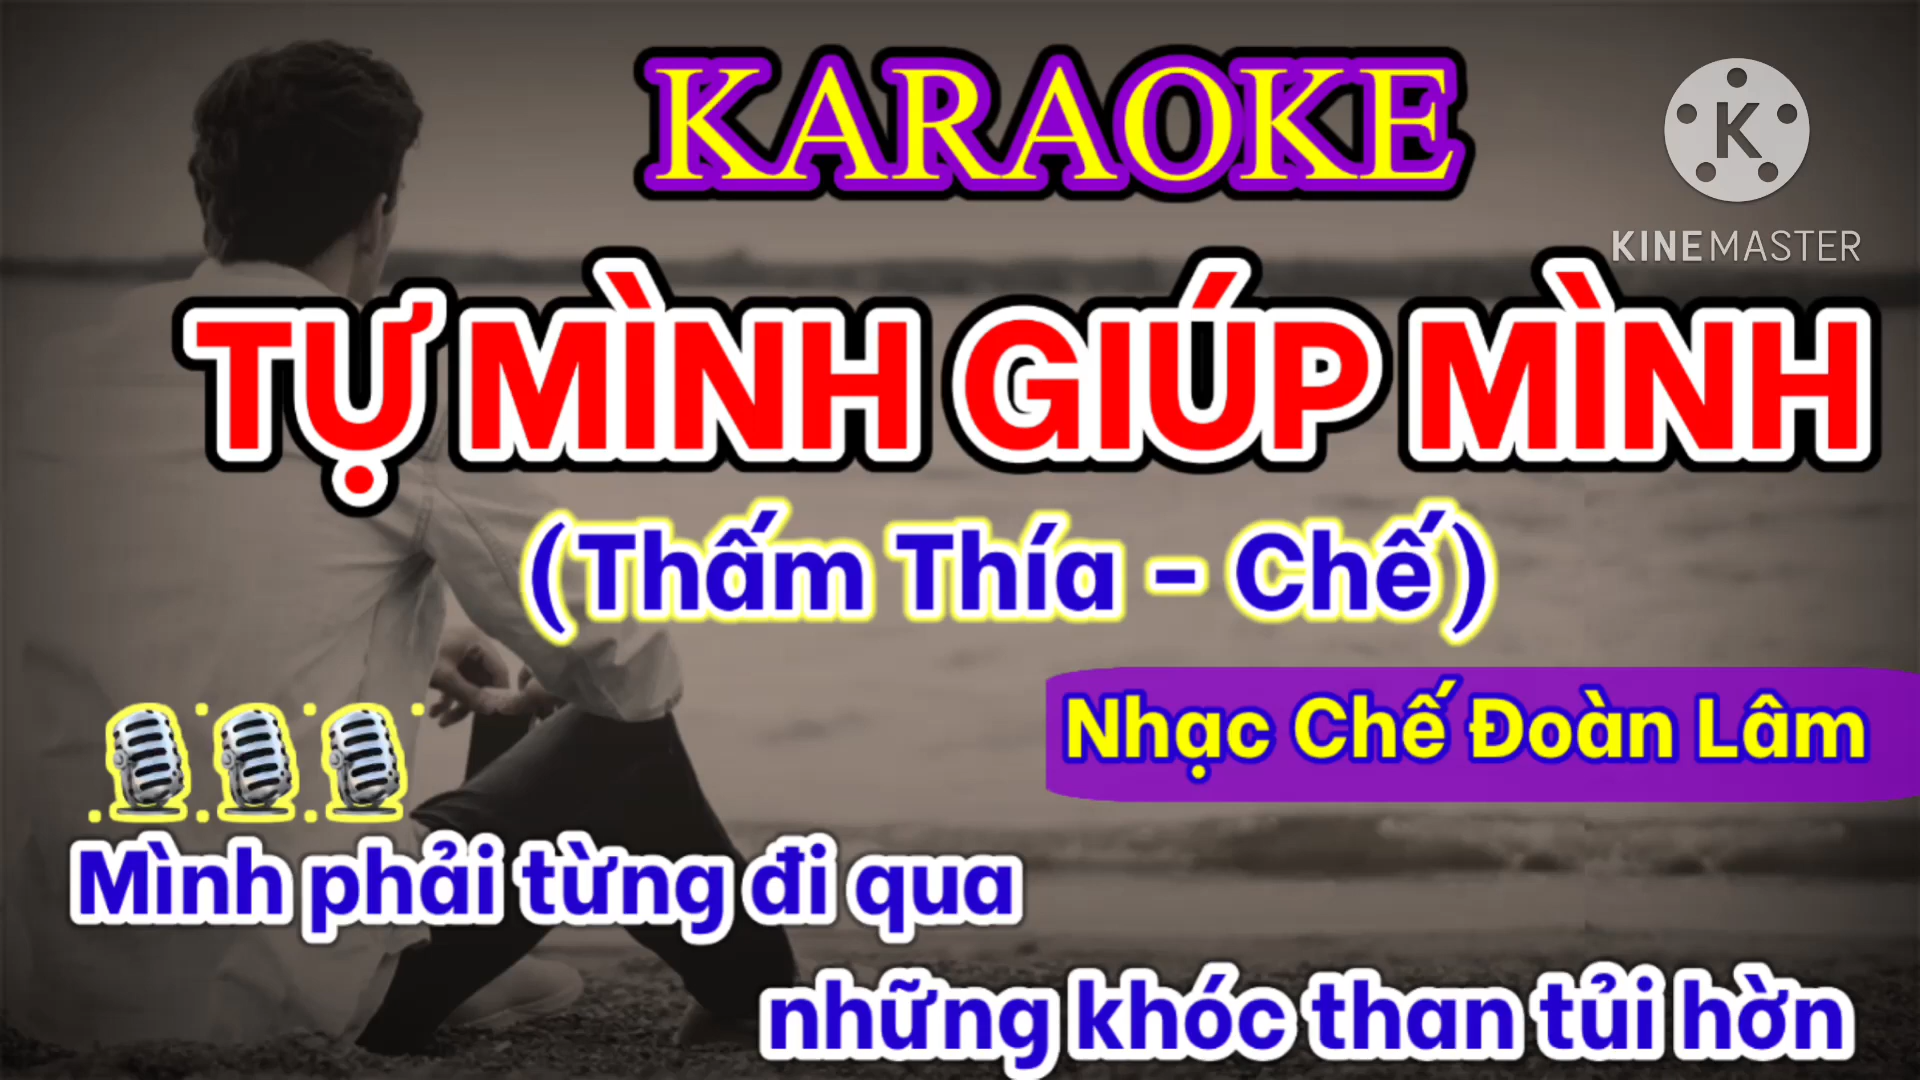 KARAOKE
K
KINEMASTER
TỰ MÌNH GIÚP MÌNH
(Thấm Thía - Chế)
Nhạc Chế Đoàn Lâm
Mình phải từng đi qua
những khóc than tủi hờn